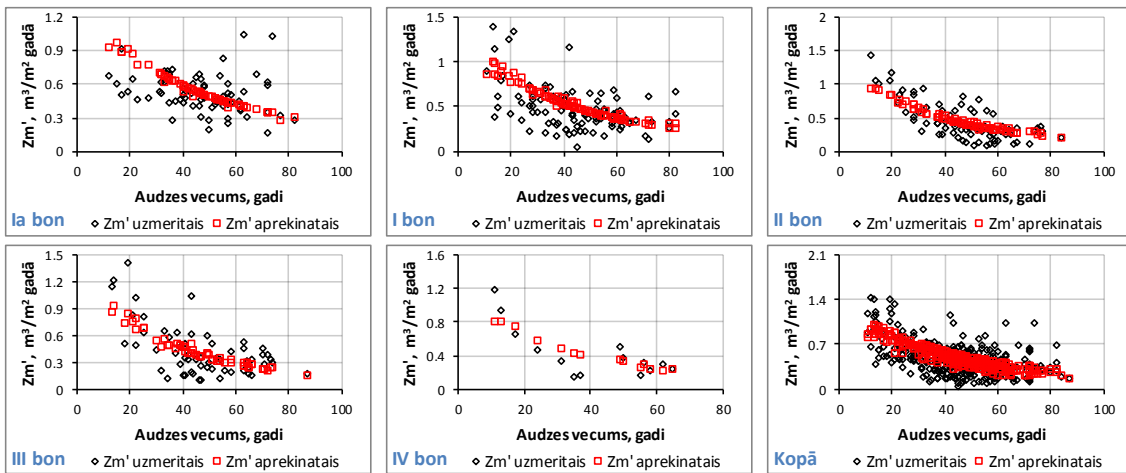 1.2
0.9
0.6
0.3
0
Zm', m³/m² gadā
0 20 40 60 80 100
Audzes vecums, gadi
Ia bon
Zm' uzmeritais Zm' aprekinatais
1.5
1
0.5
0
Zm', m³/m² gadā
0 20 40 60 80 100
Audzes vecums, gadi
I bon
Zm' uzmeritais Zm' aprekinatais
2
1.5
1
0.5
0
Zm', m³/m² gadā
0 20 40 60 80 100
Audzes vecums, gadi
II bon
Zm' uzmeritais Zm' aprekinatais
1.5
1.2
0.9
0.6
0.3
0
Zm', m³/m² gadā
0 20 40 60 80 100
Audzes vecums, gadi
III bon
Zm' uzmeritais Zm' aprekinatais
1.6
1.2
0.8
0.4
0
Zm', m³/m² gadā
0 20 40 60 80
Audzes vecums, gadi
IV bon
Zm' uzmeritais Zm' aprekinatais
2.1
1.4
0.7
0
Zm', m³/m² gadā
0 20 40 60 80 100
Audzes vecums, gadi
Kopā
Zm' uzmeritais Zm' aprekinatais